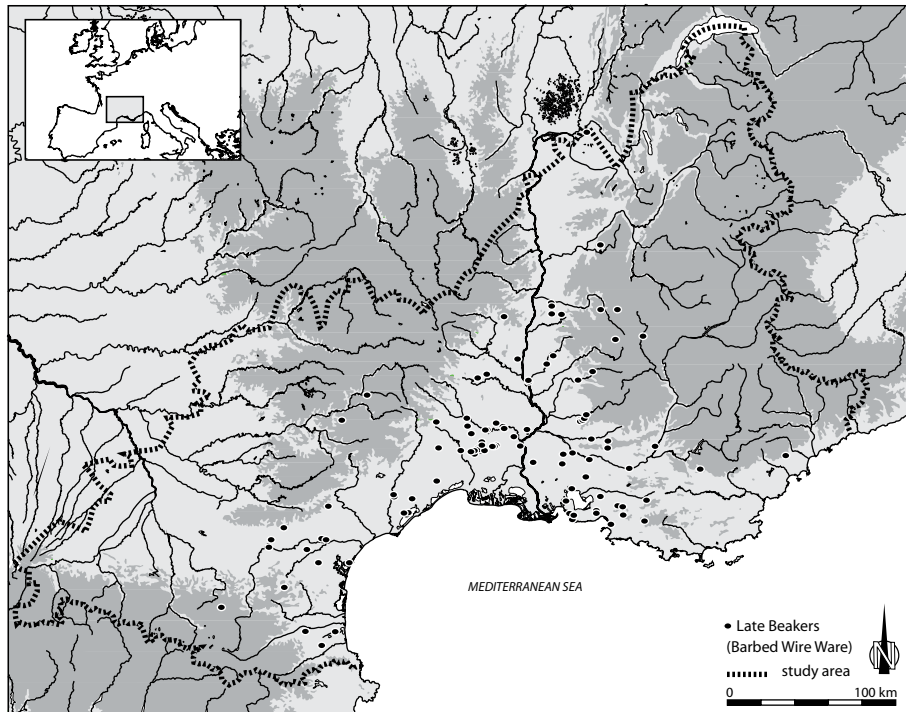 MEDITERRANEAN SEA
Late Beakers
(Barbed Wire Ware)
N
study area
0 100 km